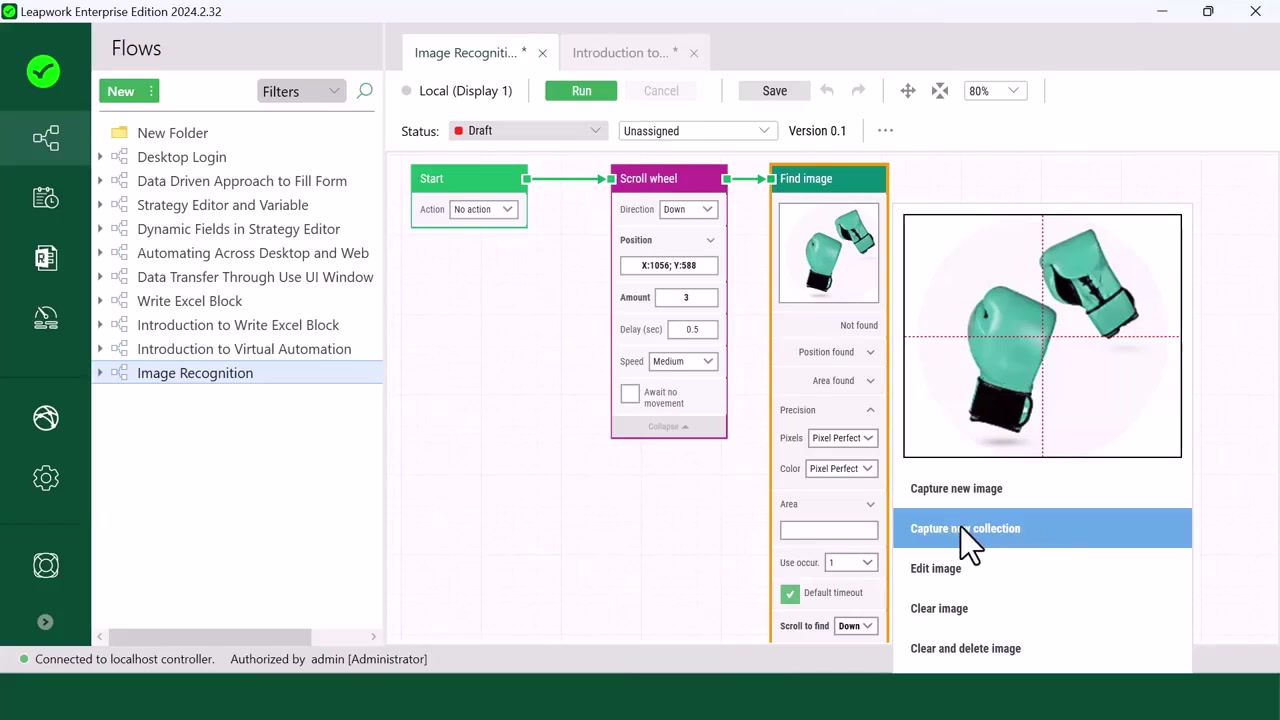 Leapwork Enterprise Edition 2024.2.32
Flows
New
Filters
New Folder
Desktop Login
Data Driven Approach to Fill Form
Strategy Editor and Variable
Dynamic Fields in Strategy Editor
Automating Across Desktop and Web
Data Transfer Through Use UI Window
Write Excel Block
Introduction to Write Excel Block
Introduction to Virtual Automation
Image Recognition
Image Recogniti... *
Introduction to... *
Local (Display 1)
Run
Cancel
Save
80%
Status:
Draft
Unassigned
Version 0.1
Start
Action
No action
Scroll wheel
Direction
Down
Position
X:1056; Y:588
Amount
3
Delay (sec)
0.5
Speed
Medium
Await no
movement
Collapse
Find image
Not found
Position found
Area found
Precision
Pixels
Pixel Perfect
Color
Pixel Perfect
Area
Use occur.
1
Default timeout
Scroll to find
Down
Capture new image
Capture new collection
Edit image
Clear image
Clear and delete image
Connected to localhost controller.
Authorized by admin [Administrator]